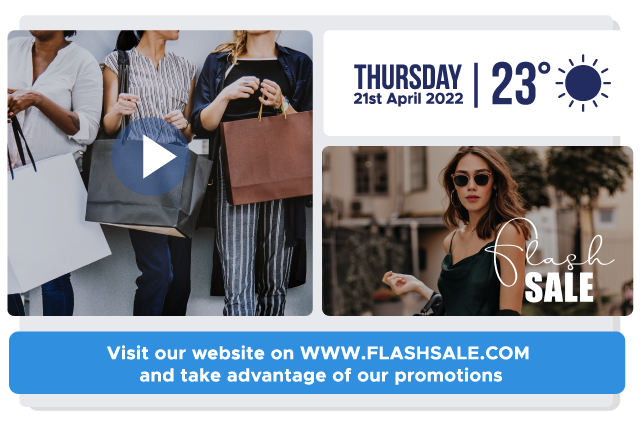 THURSDAY
21st April 2022
23°
Flash
SALE
Visit our website on WWW.FLASHSALE.COM
and take advantage of our promotions